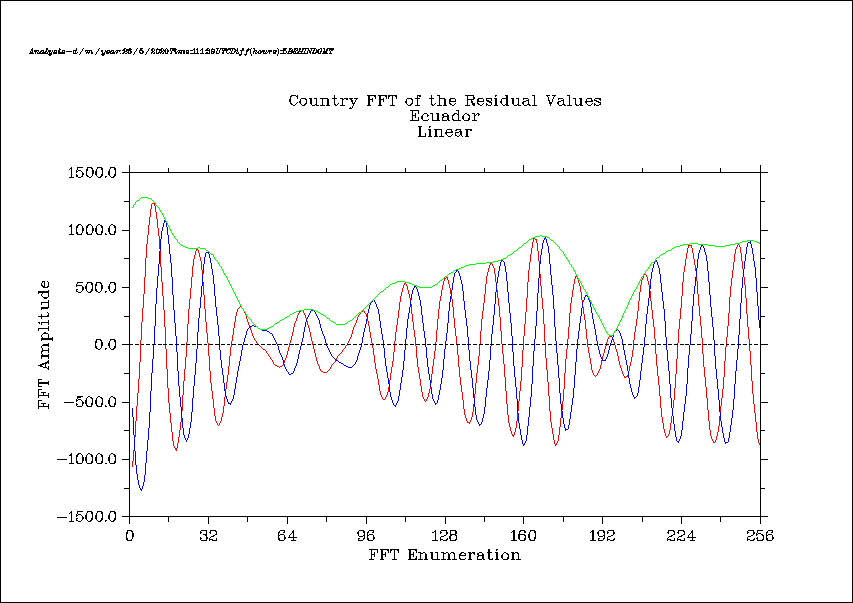 Country FFT of the Residual Values
Ecuador
Linear
1500.0
1000.0
500.0
0.0
−500.0
−1000.0
−1500.0
FFT Amplitude
0 32 64 96 128 160 192 224 256
FFT Enumeration